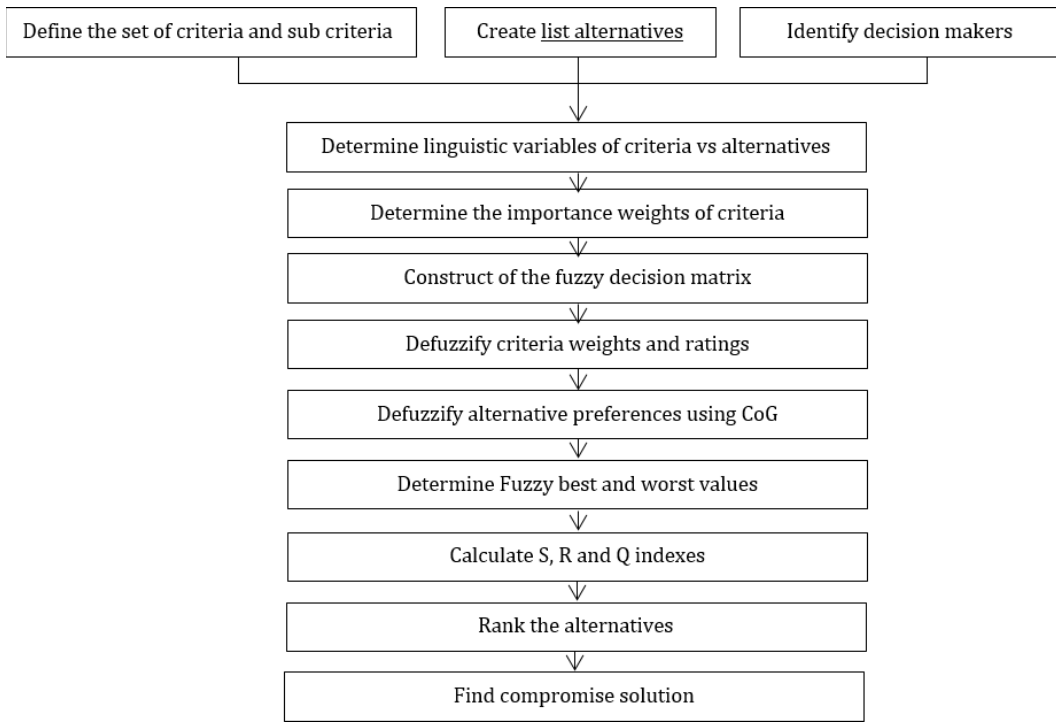 Define the set of criteria and sub criteria
Create list alternatives
Identify decision makers
Determine linguistic variables of criteria vs alternatives
Determine the importance weights of criteria
Construct of the fuzzy decision matrix
Defuzzify criteria weights and ratings
Defuzzify alternative preferences using CoG
Determine Fuzzy best and worst values
Calculate S, R and Q indexes
Rank the alternatives
Find compromise solution